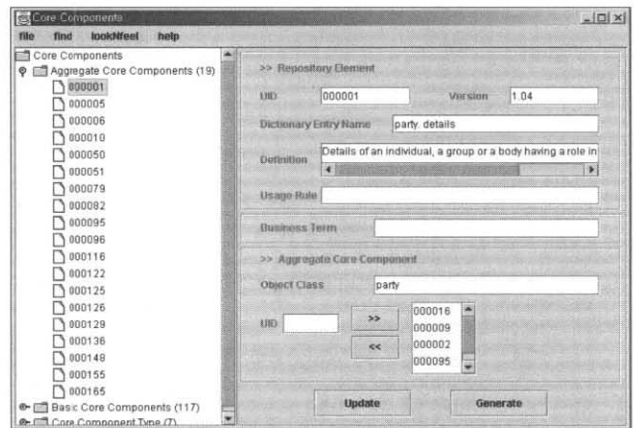 Core Components
file find lookNfeel help
Core Components
Aggregate Core Components (19)
000001
000005
000006
000010
000050
000051
000079
000082
000095
000096
000116
000122
000125
000126
000129
000136
000148
000155
000165
Basic Core Components (117)
Core Component Type (7)
>> Repository Element
UID 000001 Version 1.04
Dictionary Entry Name party. details
Definition Details of an individual, a group or a body having a role in
Usage Rule
Business Term
>> Aggregate Core Component
Object Class party
UID >> << 000016
000009
000002
000095
Update Generate